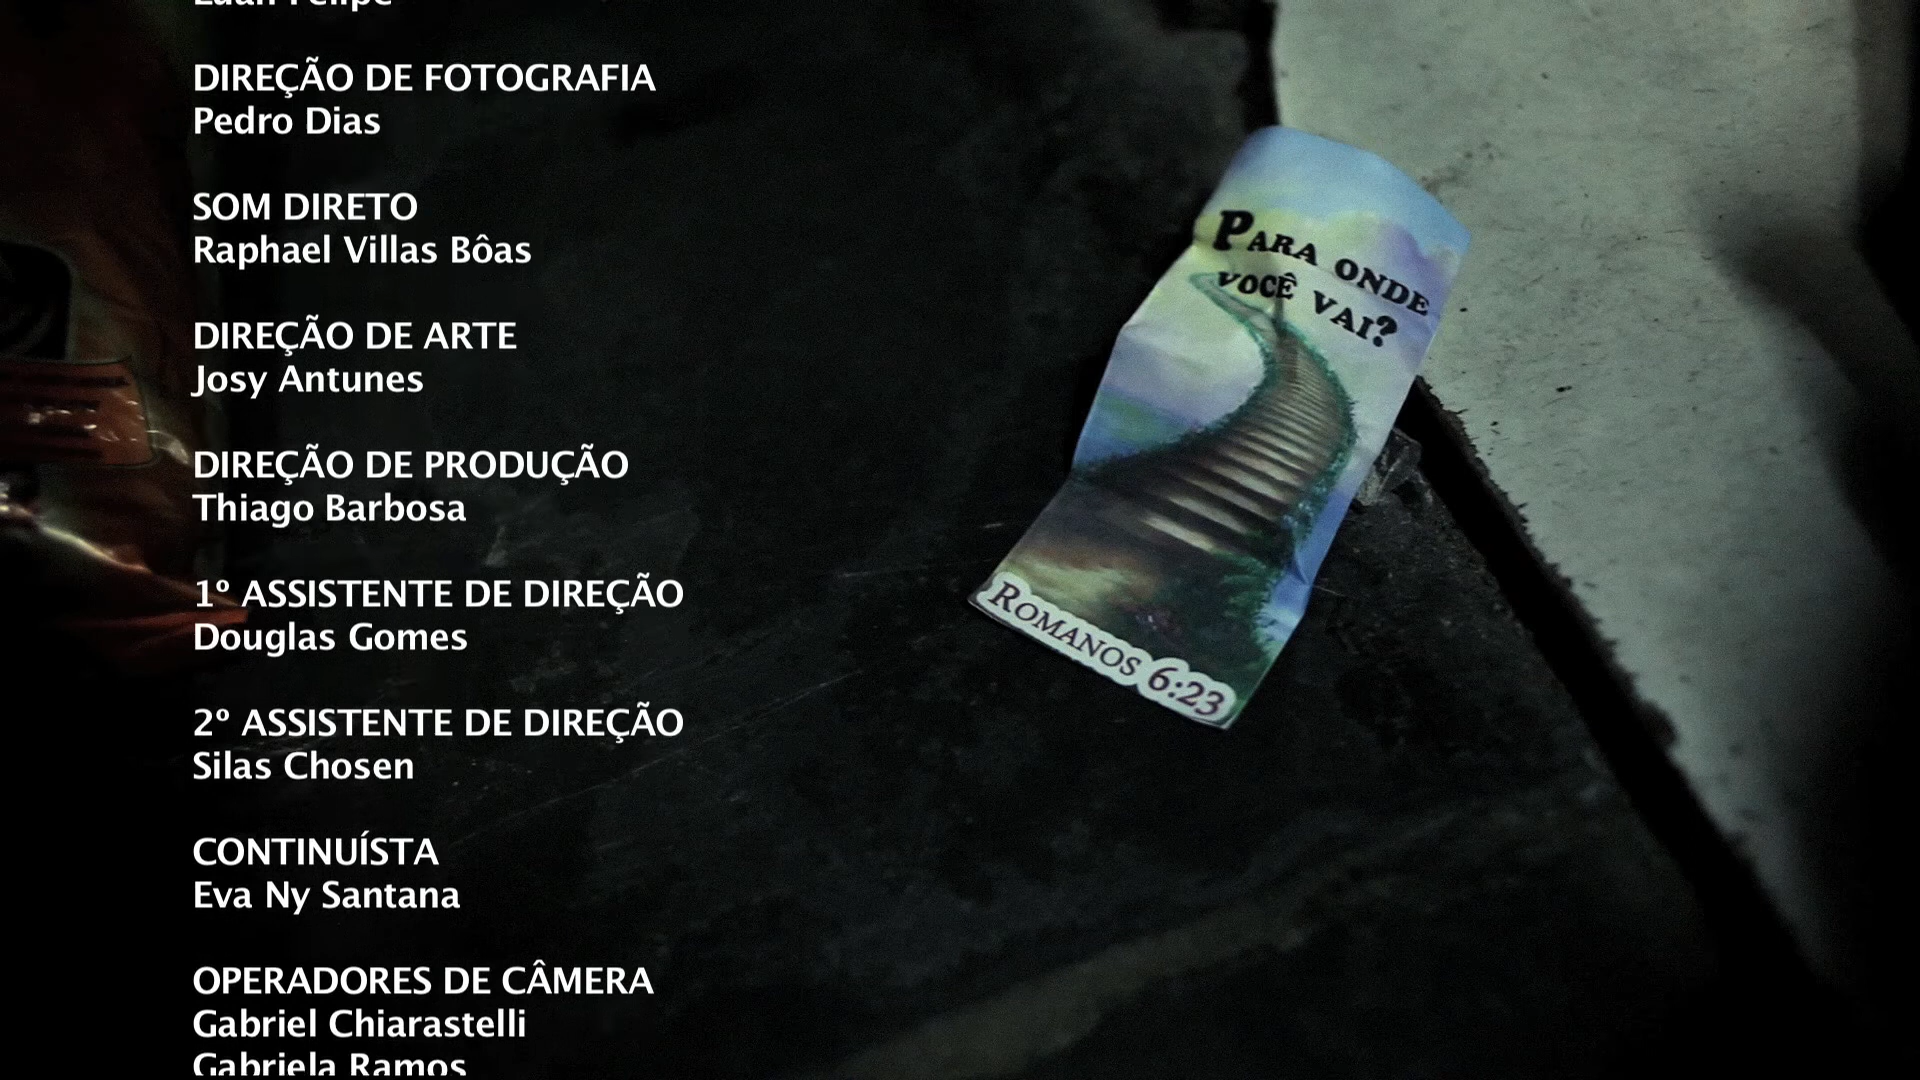 Luan Felipe
DIREÇÃO DE FOTOGRAFIA
Pedro Dias
SOM DIRETO
Raphael Villas Bôas
DIREÇÃO DE ARTE
Josy Antunes
DIREÇÃO DE PRODUÇÃO
Thiago Barbosa
1º ASSISTENTE DE DIREÇÃO
Douglas Gomes
2º ASSISTENTE DE DIREÇÃO
Silas Chosen
CONTINUÍSTA
Eva Ny Santana
OPERADORES DE CÂMERA
Gabriel Chiarastelli
Gabriela Ramos
PARA ONDE
VOCÊ VAI?
ROMANOS 6:23